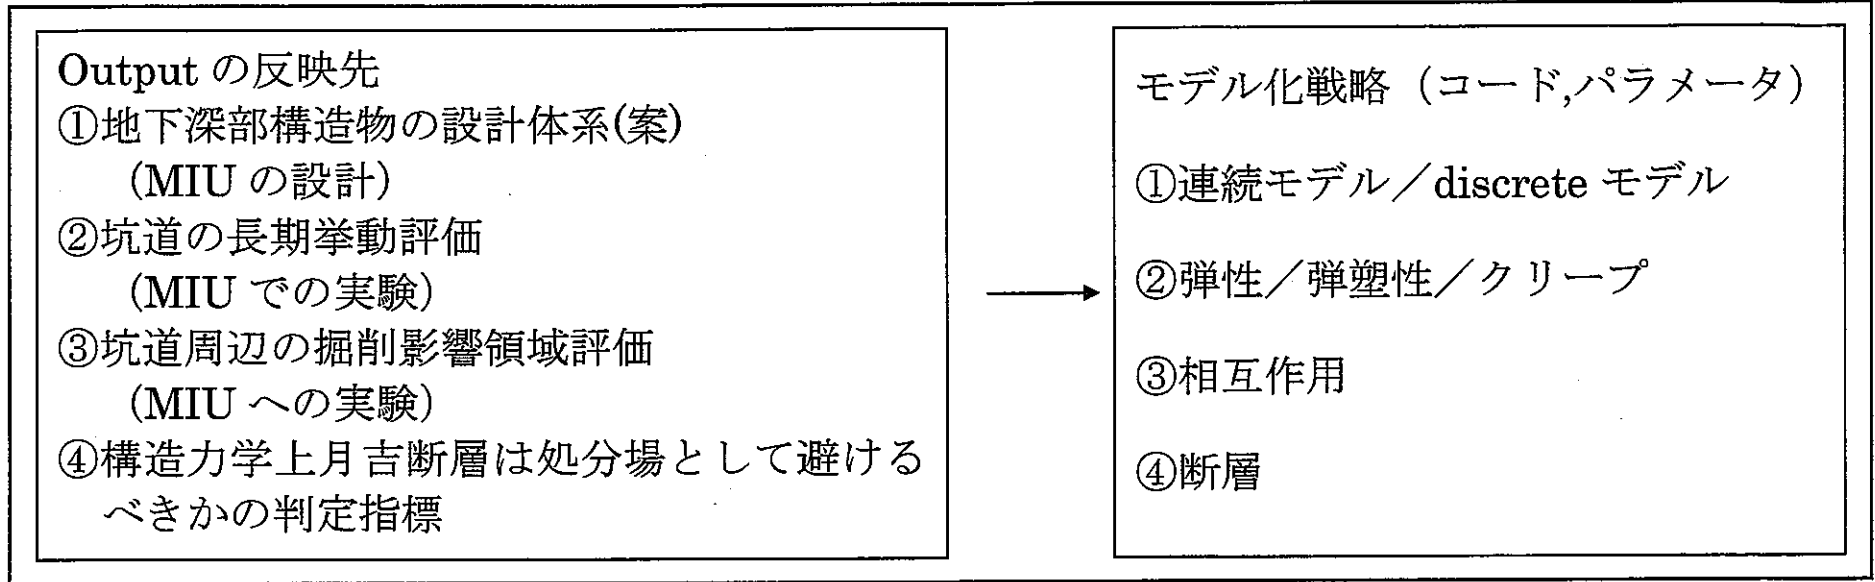 Output の反映先
①地下深部構造物の設計体系(案)
(MIU の設計)
②坑道の長期挙動評価
(MIU での実験)
③坑道周辺の掘削影響領域評価
(MIU への実験)
④構造力学上月吉断層は処分場として避ける
べきかの判定指標
モデル化戦略（コード,パラメータ）
①連続モデル／discrete モデル
②弾性／弾塑性／クリープ
③相互作用
④断層